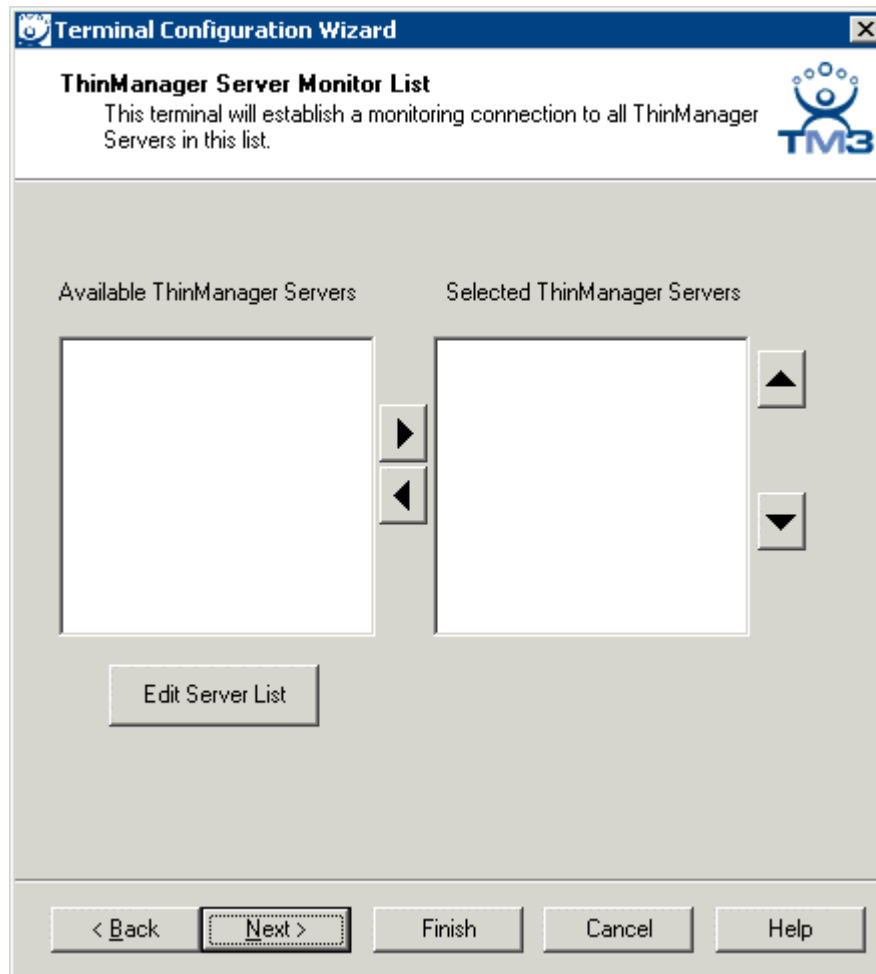 Terminal Configuration Wizard
ThinManager Server Monitor List
This terminal will establish a monitoring connection to all ThinManager
Servers in this list.
TM3
Available ThinManager Servers
Selected ThinManager Servers
Edit Server List
< Back
Next >
Finish
Cancel
Help